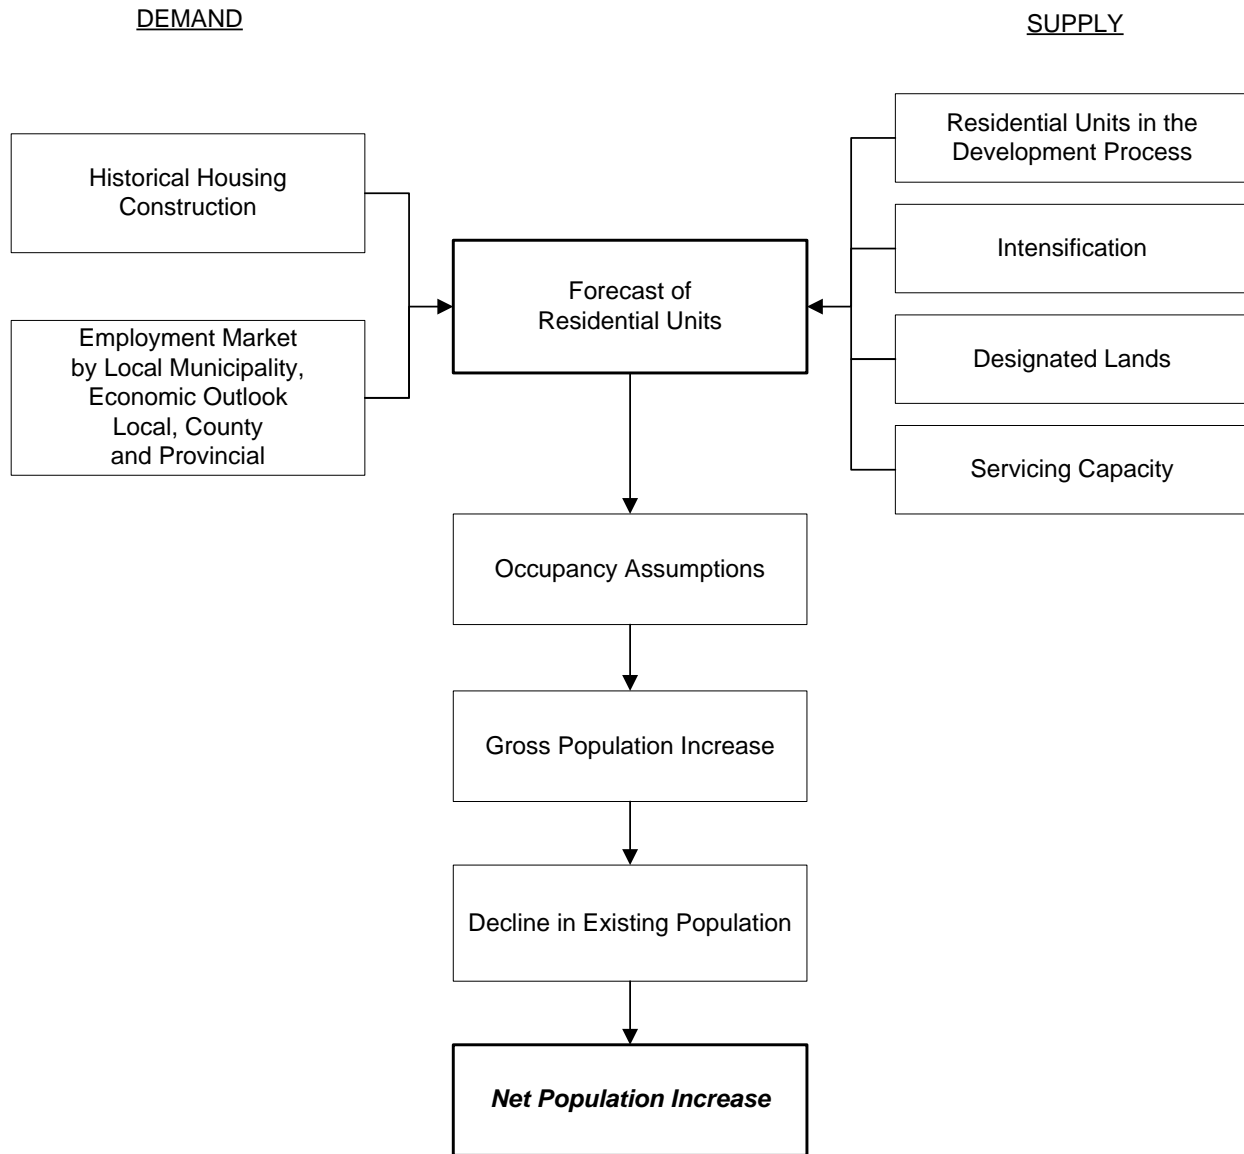 DEMAND
SUPPLY
Historical Housing
Construction
Employment Market
by Local Municipality,
Economic Outlook
Local, County
and Provincial
Forecast of
Residential Units
Residential Units in the
Development Process
Intensification
Designated Lands
Servicing Capacity
Occupancy Assumptions
Gross Population Increase
Decline in Existing Population
Net Population Increase